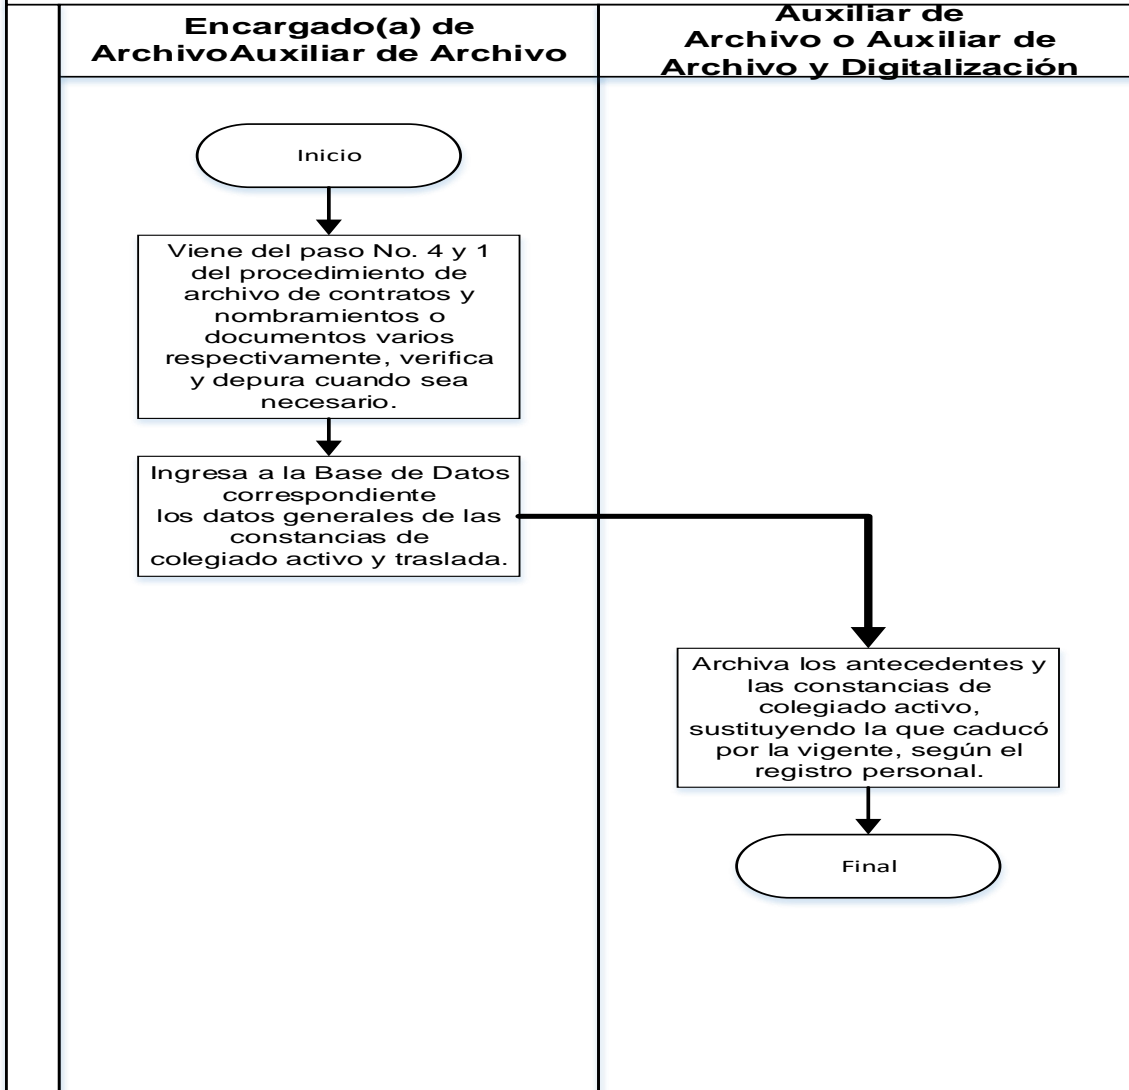 Encargado(a) de
ArchivoAuxiliar de Archivo
Auxiliar de
Archivo o Auxiliar de
Archivo y Digitalización
Inicio
Viene del paso No. 4 y 1
del procedimiento de
archivo de contratos y
nombramientos o
documentos varios
respectivamente, verifica
y depura cuando sea
necesario.
Ingresa a la Base de Datos
correspondiente
los datos generales de las
constancias de
colegiado activo y traslada.
Archiva los antecedentes y
las constancias de
colegiado activo,
sustituyendo la que caducó
por la vigente, según el
registro personal.
Final